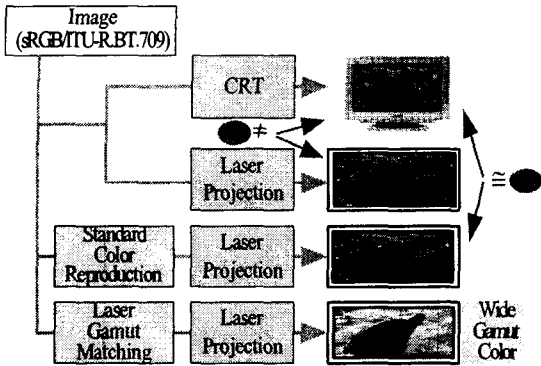 Image
(sRGB/ITU-R.BT.709)
CRT
≠
Laser
Projection
≅
Standard
Color
Reproduction
Laser
Projection
Laser
Gamut
Matching
Laser
Projection
Wide
Gamut
Color